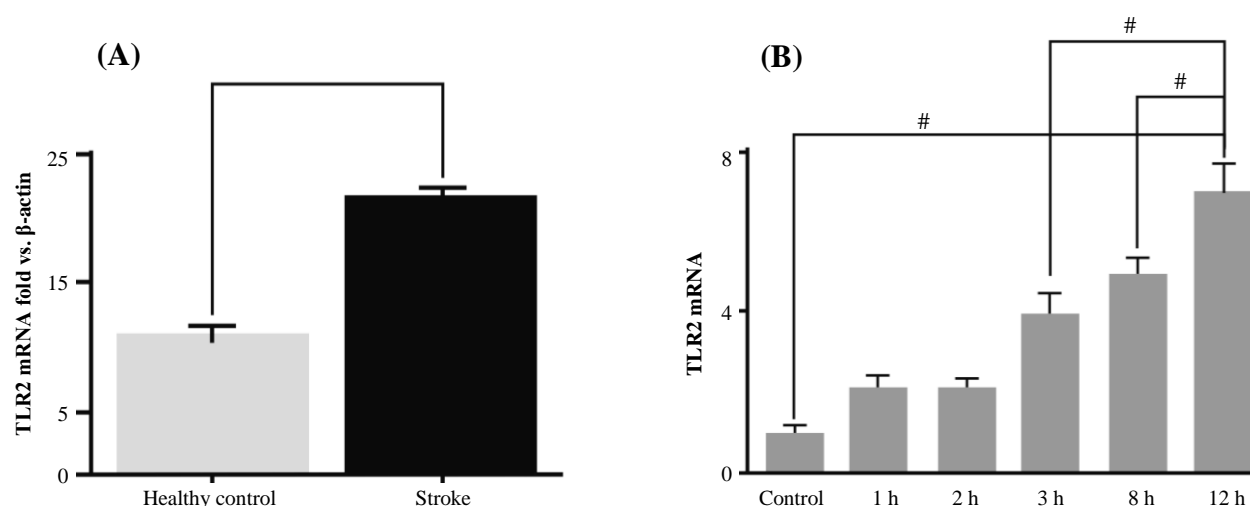 (A)
TLR2 mRNA fold vs. β-actin
25
15
5
0
Healthy control Stroke
(B)
#
#
#
TLR2 mRNA
8
4
0
Control 1 h 2 h 3 h 8 h 12 h